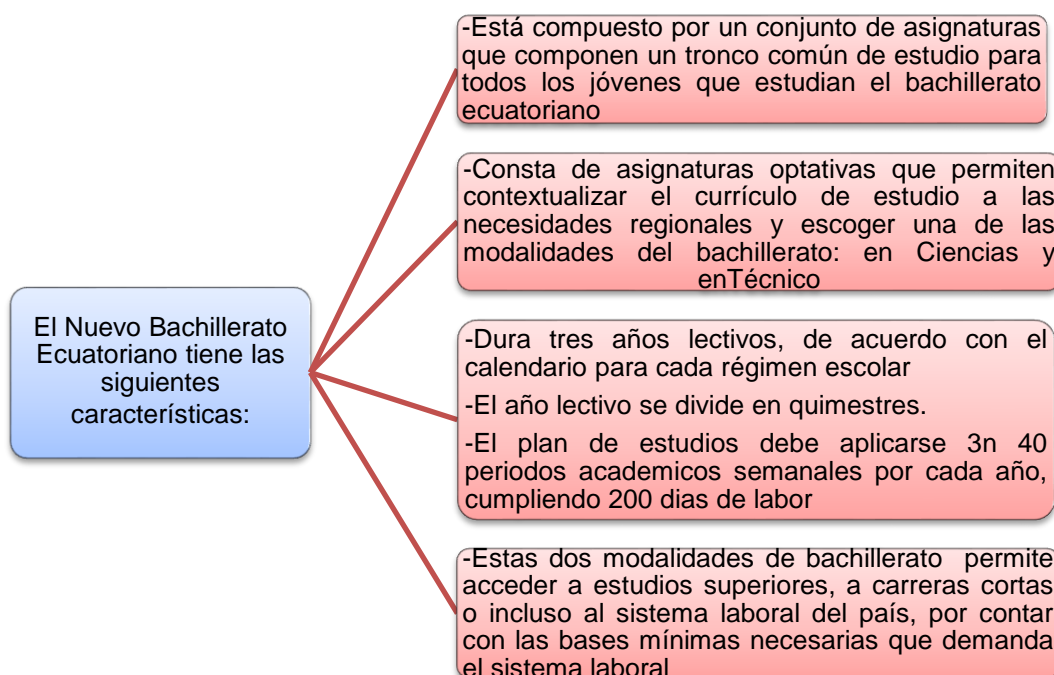 El Nuevo Bachillerato
Ecuatoriano tiene las
siguientes
característícas:
-Está compuesto por un conjunto de asignaturas
que componen un tronco común de estudio para
todos los jóvenes que estudian el bachillerato
ecuatoriano
-Consta de asignaturas optativas que permiten
contextualizar el currículo de estudio a las
necesidades regionales y escoger una de las
modalidades del bachillerato: en Ciencias y
enTécnico
-Dura tres años lectivos, de acuerdo con el
calendario para cada régimen escolar
-El año lectivo se divide en quimestres.
-El plan de estudios debe aplicarse 3n 40
periodos academicos semanales por cada año,
cumpliendo 200 dias de labor
-Estas dos modalidades de bachillerato permite
acceder a estudios superiores, a carreras cortas
o incluso al sistema laboral del país, por contar
con las bases mínimas necesarias que demanda
el sistema laboral